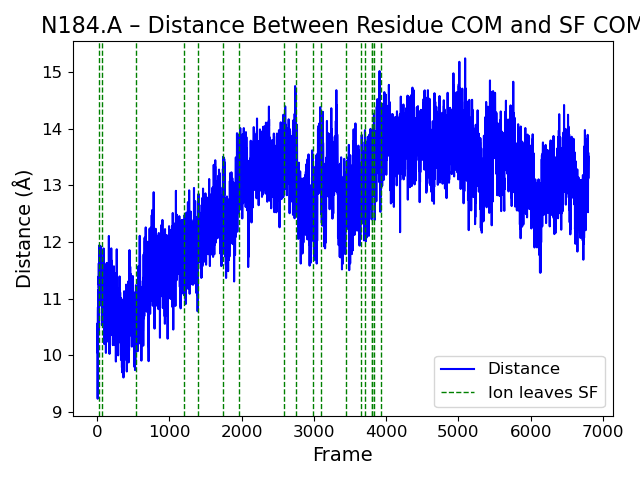 N184.A – Distance Between Residue COM and SF COM
15
14
13
12
11
10
9
Distance (Å)
Distance
Ion leaves SF
0 1000 2000 3000 4000 5000 6000 7000
Frame